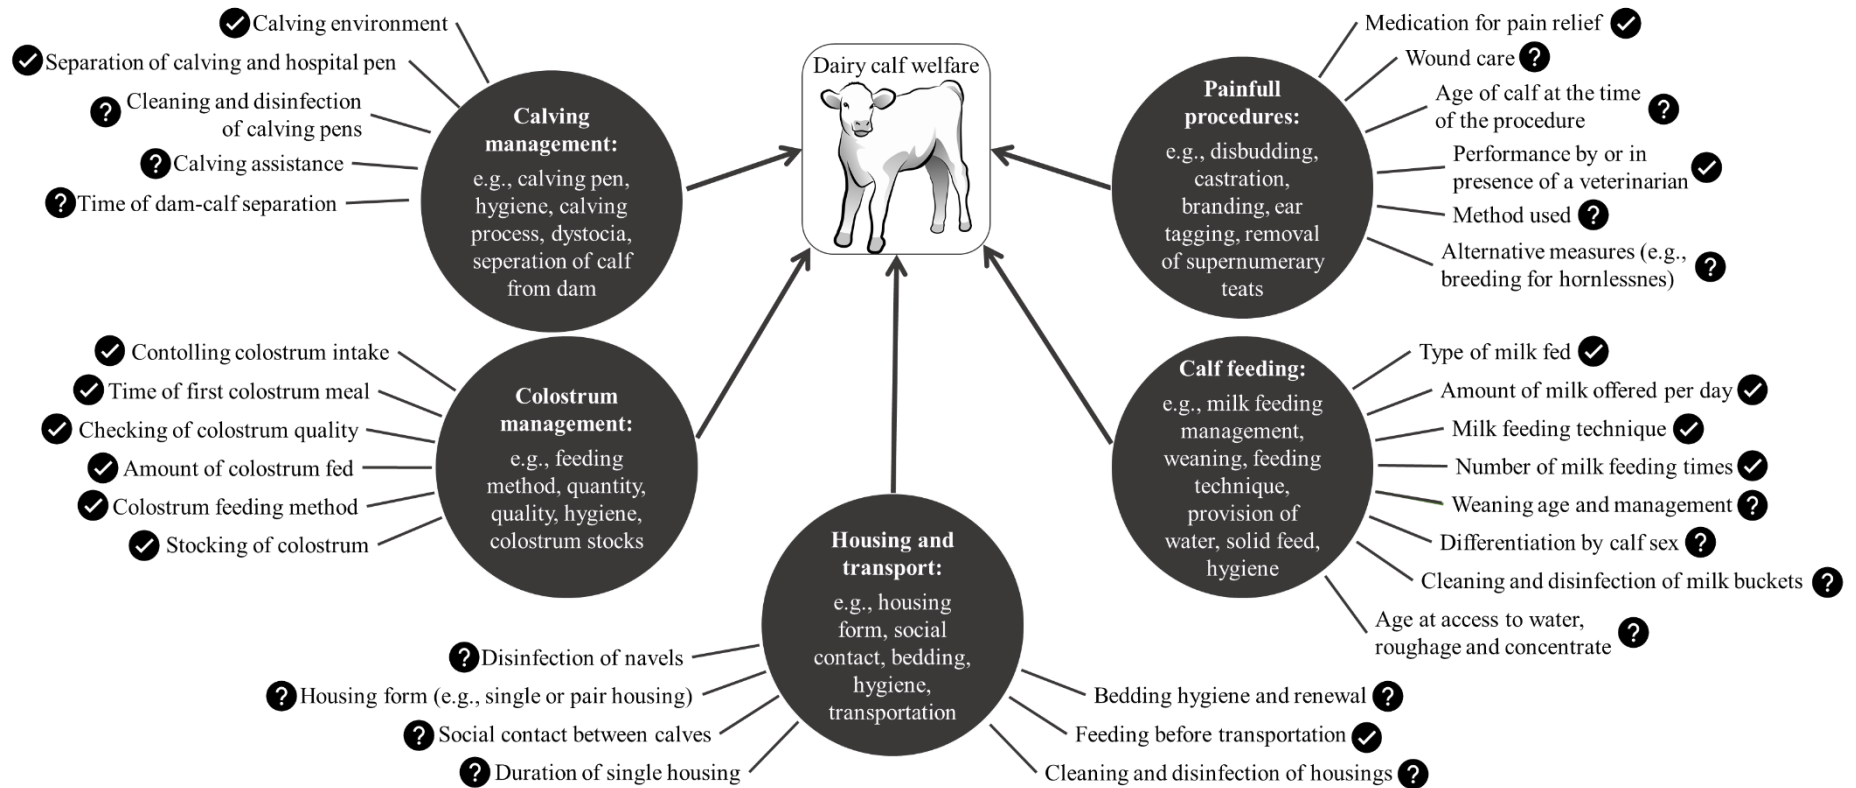 Calving environment
Separation of calving and hospital pen
Cleaning and disinfection
of calving pens
Calving assistance
Time of dam-calf separation
Calving
management:
e.g., calving pen,
hygiene, calving
process, dystocia,
seperation of calf
from dam
Dairy calf welfare
Painfull
procedures:
e.g., disbudding,
castration,
branding, ear
tagging, removal
of supernumerary
teats
Medication for pain relief
Wound care
Age of calf at the time
of the procedure
Performance by or in
presence of a veterinarian
Method used
Alternative measures (e.g.,
breeding for hornlessnes)
Contolling colostrum intake
Time of first colostrum meal
Checking of colostrum quality
Amount of colostrum fed
Colostrum feeding method
Stocking of colostrum
Colostrum
management:
e.g., feeding
method, quantity,
quality, hygiene,
colostrum stocks
Calf feeding:
e.g., milk feeding
management,
weaning, feeding
technique,
provision of
water, solid feed,
hygiene
Type of milk fed
Amount of milk offered per day
Milk feeding technique
Number of milk feeding times
Weaning age and management
Differentiation by calf sex
Cleaning and disinfection of milk buckets
Age at access to water,
roughage and concentrate
Housing and
transport:
e.g., housing
form, social
contact, bedding,
hygiene,
transportation
Disinfection of navels
Housing form (e.g., single or pair housing)
Social contact between calves
Duration of single housing
Bedding hygiene and renewal
Feeding before transportation
Cleaning and disinfection of housings